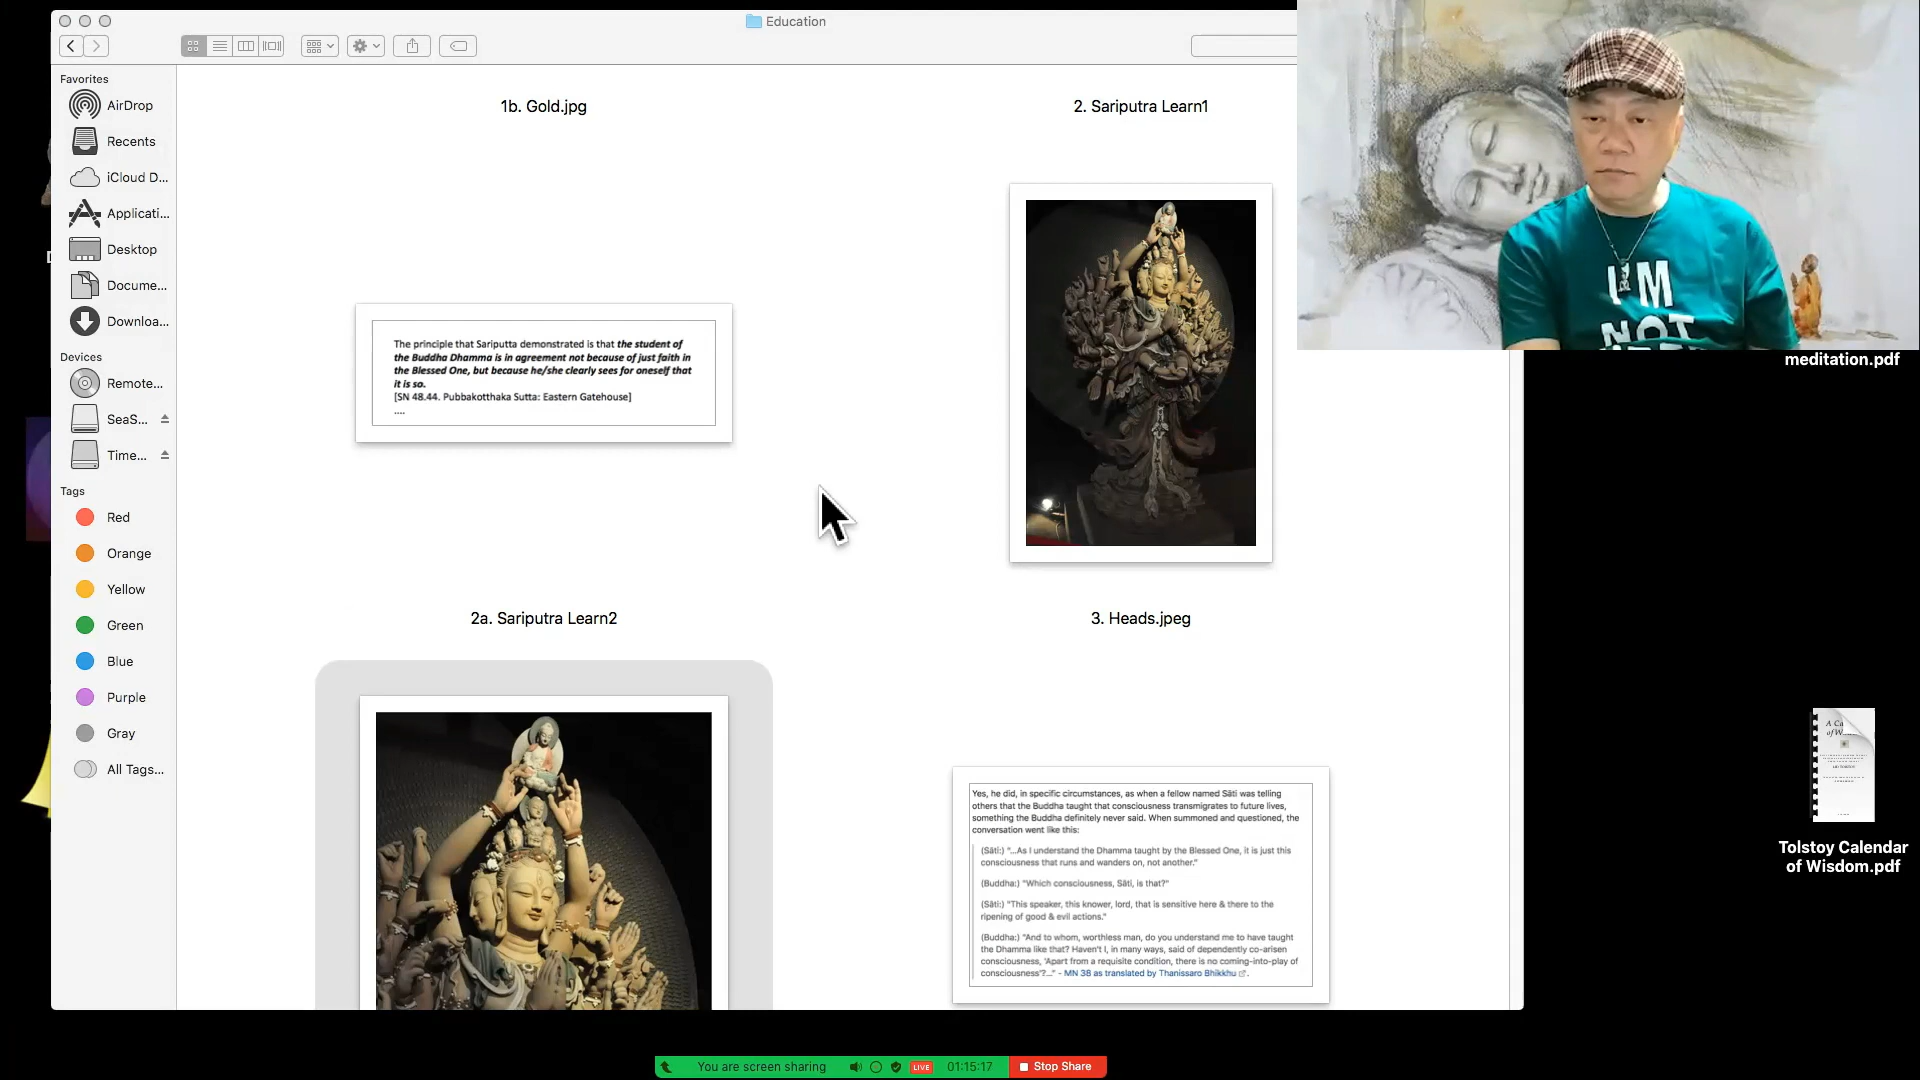 Education
Favorites
AirDrop
Recents
iCloud D...
Applicati...
Desktop
Docume...
Downloa...
Devices
Remote...
SeaS...
Time...
Tags
Red
Orange
Yellow
Green
Blue
Purple
Gray
All Tags...
1b. Gold.jpg
2. Sariputra Learn1
The principle that Sariputta demonstrated is that the student of
the Buddha Dhamma is in agreement not because of just faith in
the Blessed One, but because he/she clearly sees for oneself that
it is so.
[SN 48.44. Pubbakotthaka Sutta: Eastern Gatehouse]
....
2a. Sariputra Learn2
3. Heads.jpeg
Yes, he did, in specific circumstances, as when a fellow named Sāti was telling
others that the Buddha taught that consciousness transmigrates to future lives,
something the Buddha definitely never said. When summoned and questioned, the
conversation went like this:
(Sāti:) "...As I understand the Dhamma taught by the Blessed One, it is just this
consciousness that runs and wanders on, not another."
(Buddha:) "Which consciousness, Sāti, is that?"
(Sāti:) "This speaker, this knower, lord, that is sensitive here & there to the
ripening of good & evil actions."
(Buddha:) "And to whom, worthless man, do you understand me to have taught
the Dhamma like that? Haven't I, in many ways, said of dependently co-arisen
consciousness, 'Apart from a requisite condition, there is no coming-into-play of
consciousness'?..." - MN 38 as translated by Thanissaro Bhikkhu.
I'M
NOT
meditation.pdf
Tolstoy Calendar
of Wisdom.pdf
You are screen sharing
LIVE
01:15:17
Stop Share